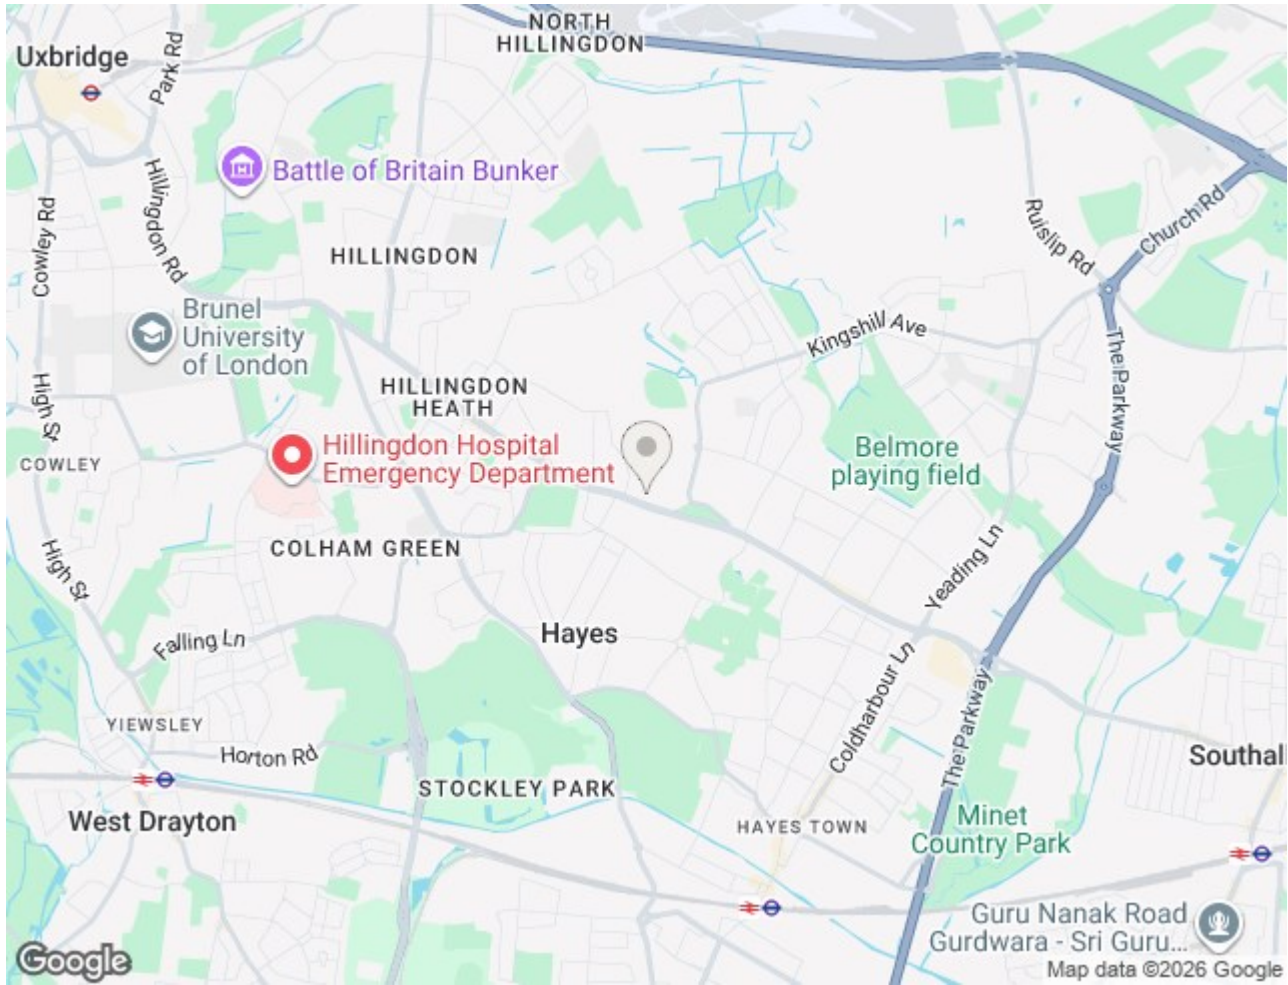 NORTH
HILLINGDON
Uxbridge
Park Rd
Battle of Britain Bunker
Hillingdon Rd
Cowley Rd
Ruislip Rd
Church Rd
HILLINGDON
Brunel
University
of London
Kingshill Ave
The Parkway
High St
HILLINGDON
HEATH
Hillingdon Hospital
Emergency Department
COWLEY
Belmore
playing field
COLHAM GREEN
High St
Yeading Ln
Falling Ln
Hayes
Coldharbour Ln
The Parkway
YIEWSLEY
Horton Rd
Southall
STOCKLEY PARK
West Drayton
HAYES TOWN
Minet
Country Park
Guru Nanak Road
Gurdwara - Sri Guru...
Google
Map data ©2026 Google